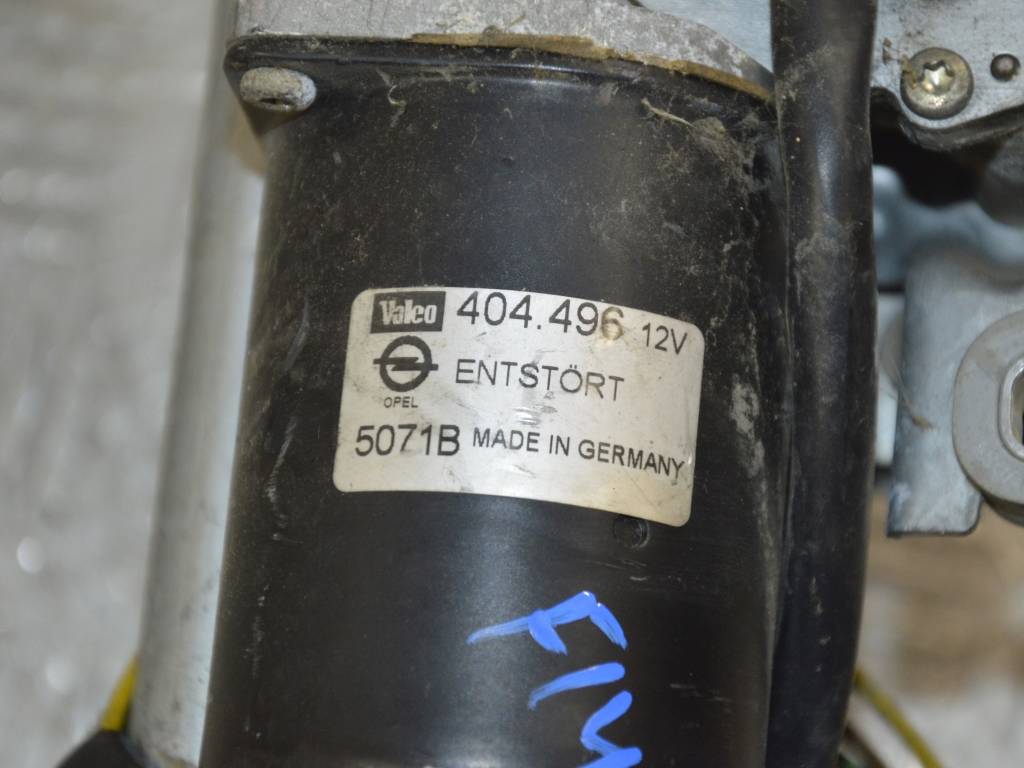 Valeo 404.496 12V
ENTSTÖRT
OPEL
5071B MADE IN GERMANY